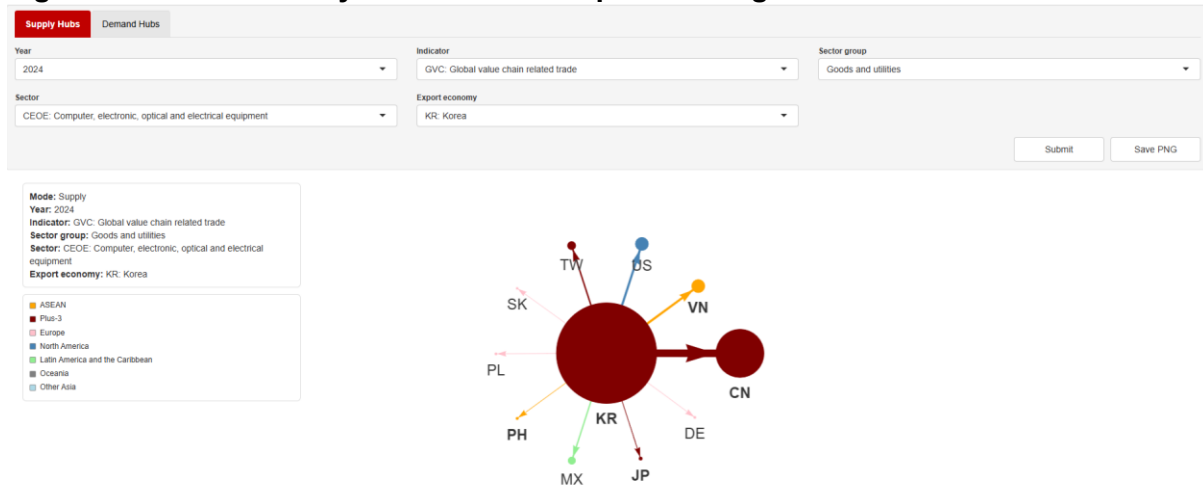 Supply Hubs
Demand Hubs
Year
Indicator
Sector group
2024
GVC: Global value chain related trade
Goods and utilities
Sector
Export economy
CEOE: Computer, electronic, optical and electrical equipment
KR: Korea
Submit
Save PNG
Mode: Supply
Year: 2024
Indicator: GVC: Global value chain related trade
Sector group: Goods and utilities
Sector: CEOE: Computer, electronic, optical and electrical
equipment
Export economy: KR: Korea
ASEAN
Plus-3
Europe
North America
Latin America and the Caribbean
Oceania
Other Asia
TW
US
SK
VN
PL
CN
KR
PH
DE
MX
JP